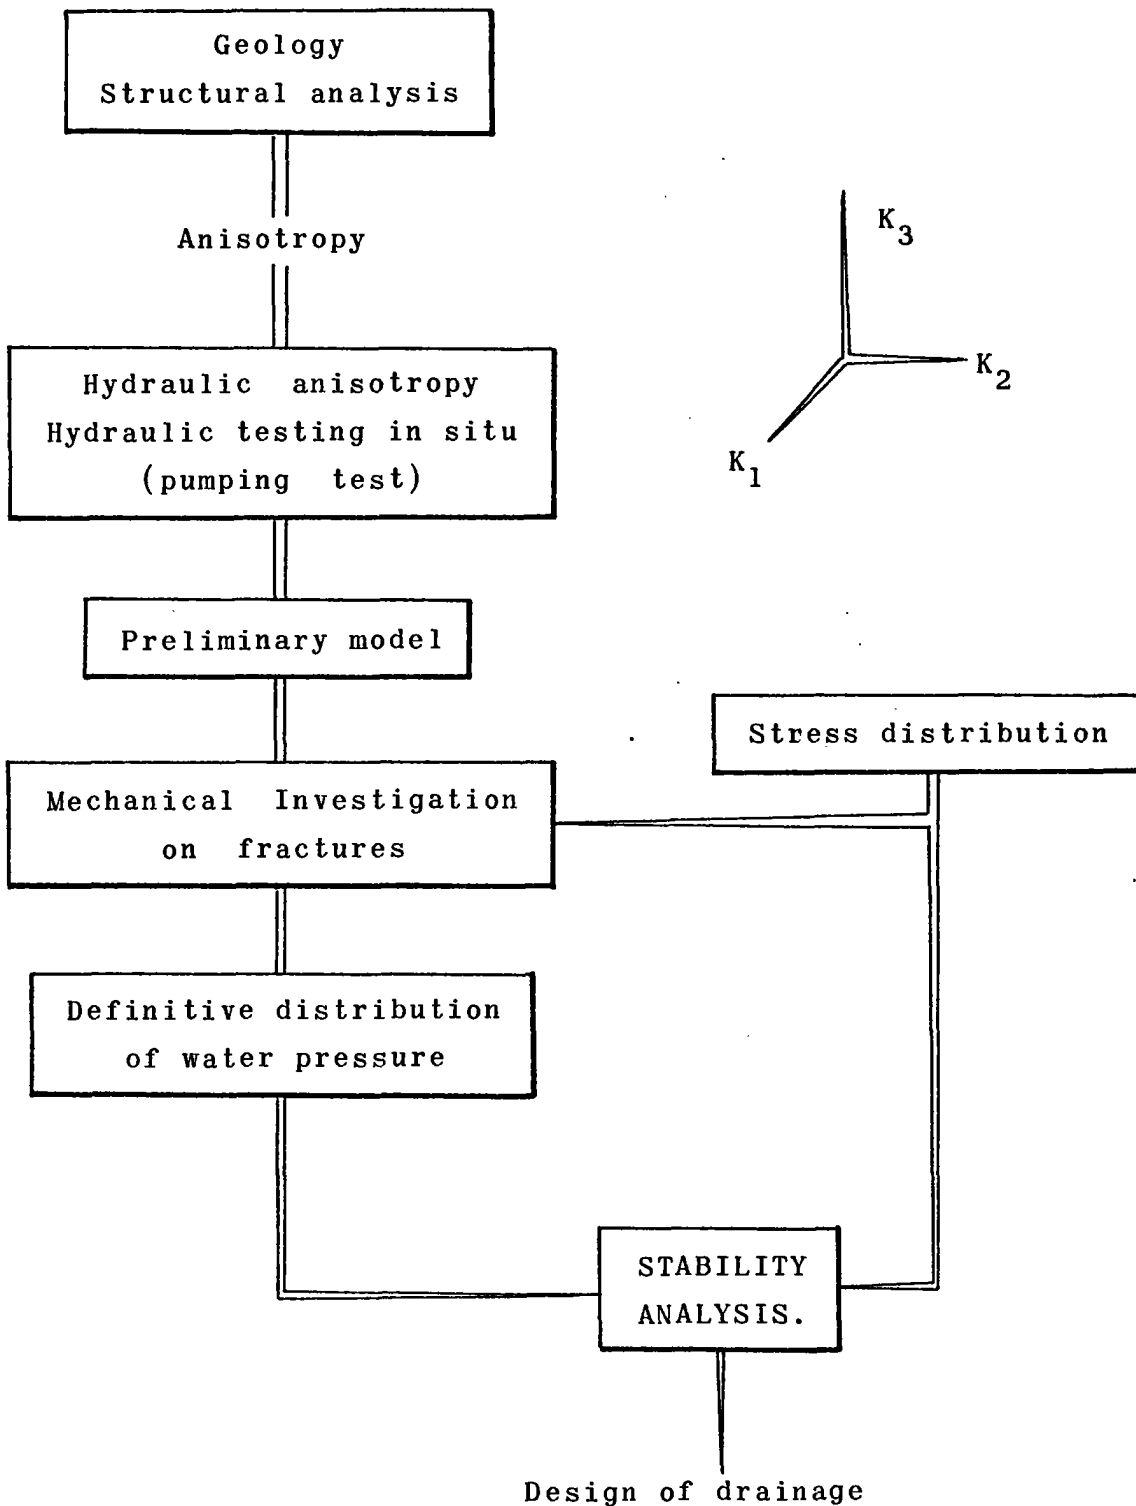 Geology
Structural analysis
Anisotropy
K3
K2
K1
Hydraulic anisotropy
Hydraulic testing in situ
(pumping test)
Preliminary model
Stress distribution
Mechanical Investigation
on fractures
Definitive distribution
of water pressure
STABILITY
ANALYSIS.
Design of drainage